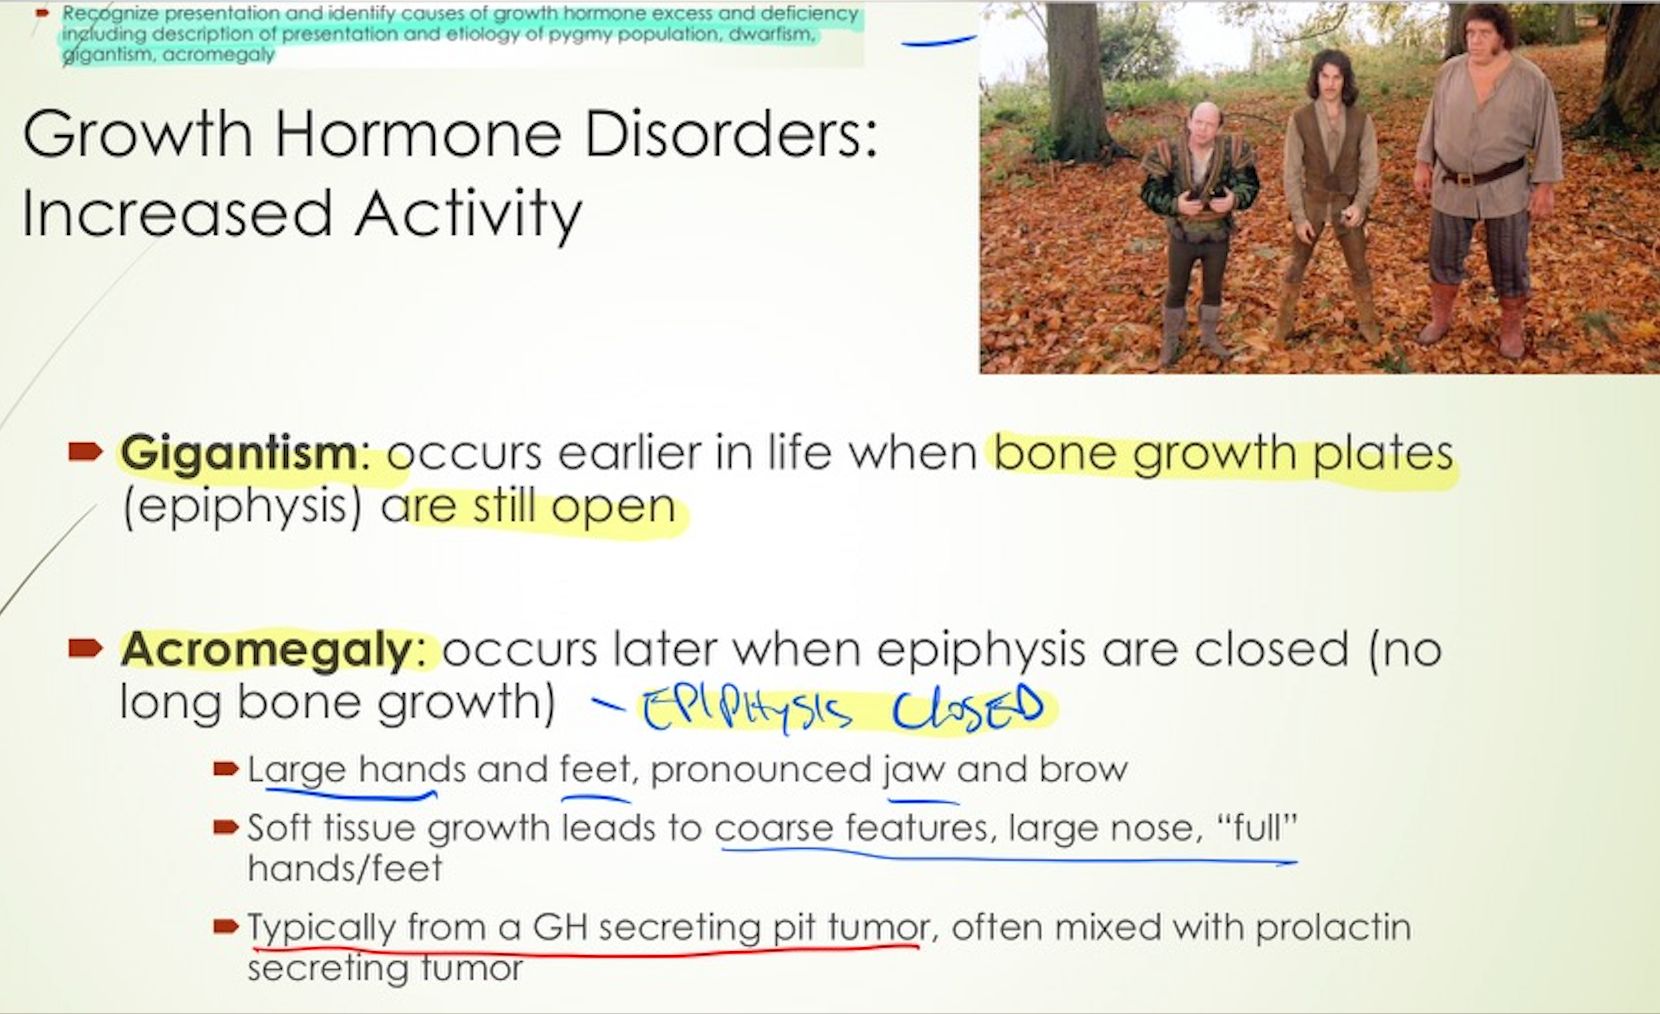 Recognize presentation and identify causes of growth hormone excess and deficiency
including description of presentation and etiology of pygmy population, dwarfism,
gigantism, acromegaly
Growth Hormone Disorders:
Increased Activity
Gigantism: occurs earlier in life when bone growth plates
(epiphysis) are still open
Acromegaly: occurs later when epiphysis are closed (no
long bone growth) - EPIPHYSIS CLOSED
Large hands and feet, pronounced jaw and brow
Soft tissue growth leads to coarse features, large nose, “full”
hands/feet
Typically from a GH secreting pit tumor, often mixed with prolactin
secreting tumor